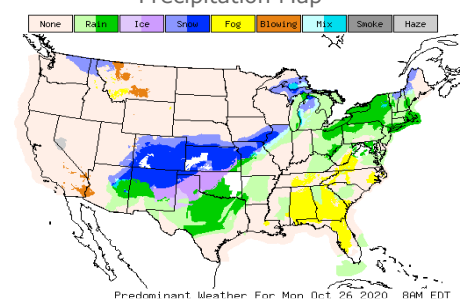 Precipitation Map
None Rain Ice Snow Fog Blowing Mix Smoke Haze
Predominant Weather For Mon Oct 26 2020 8AM EDT